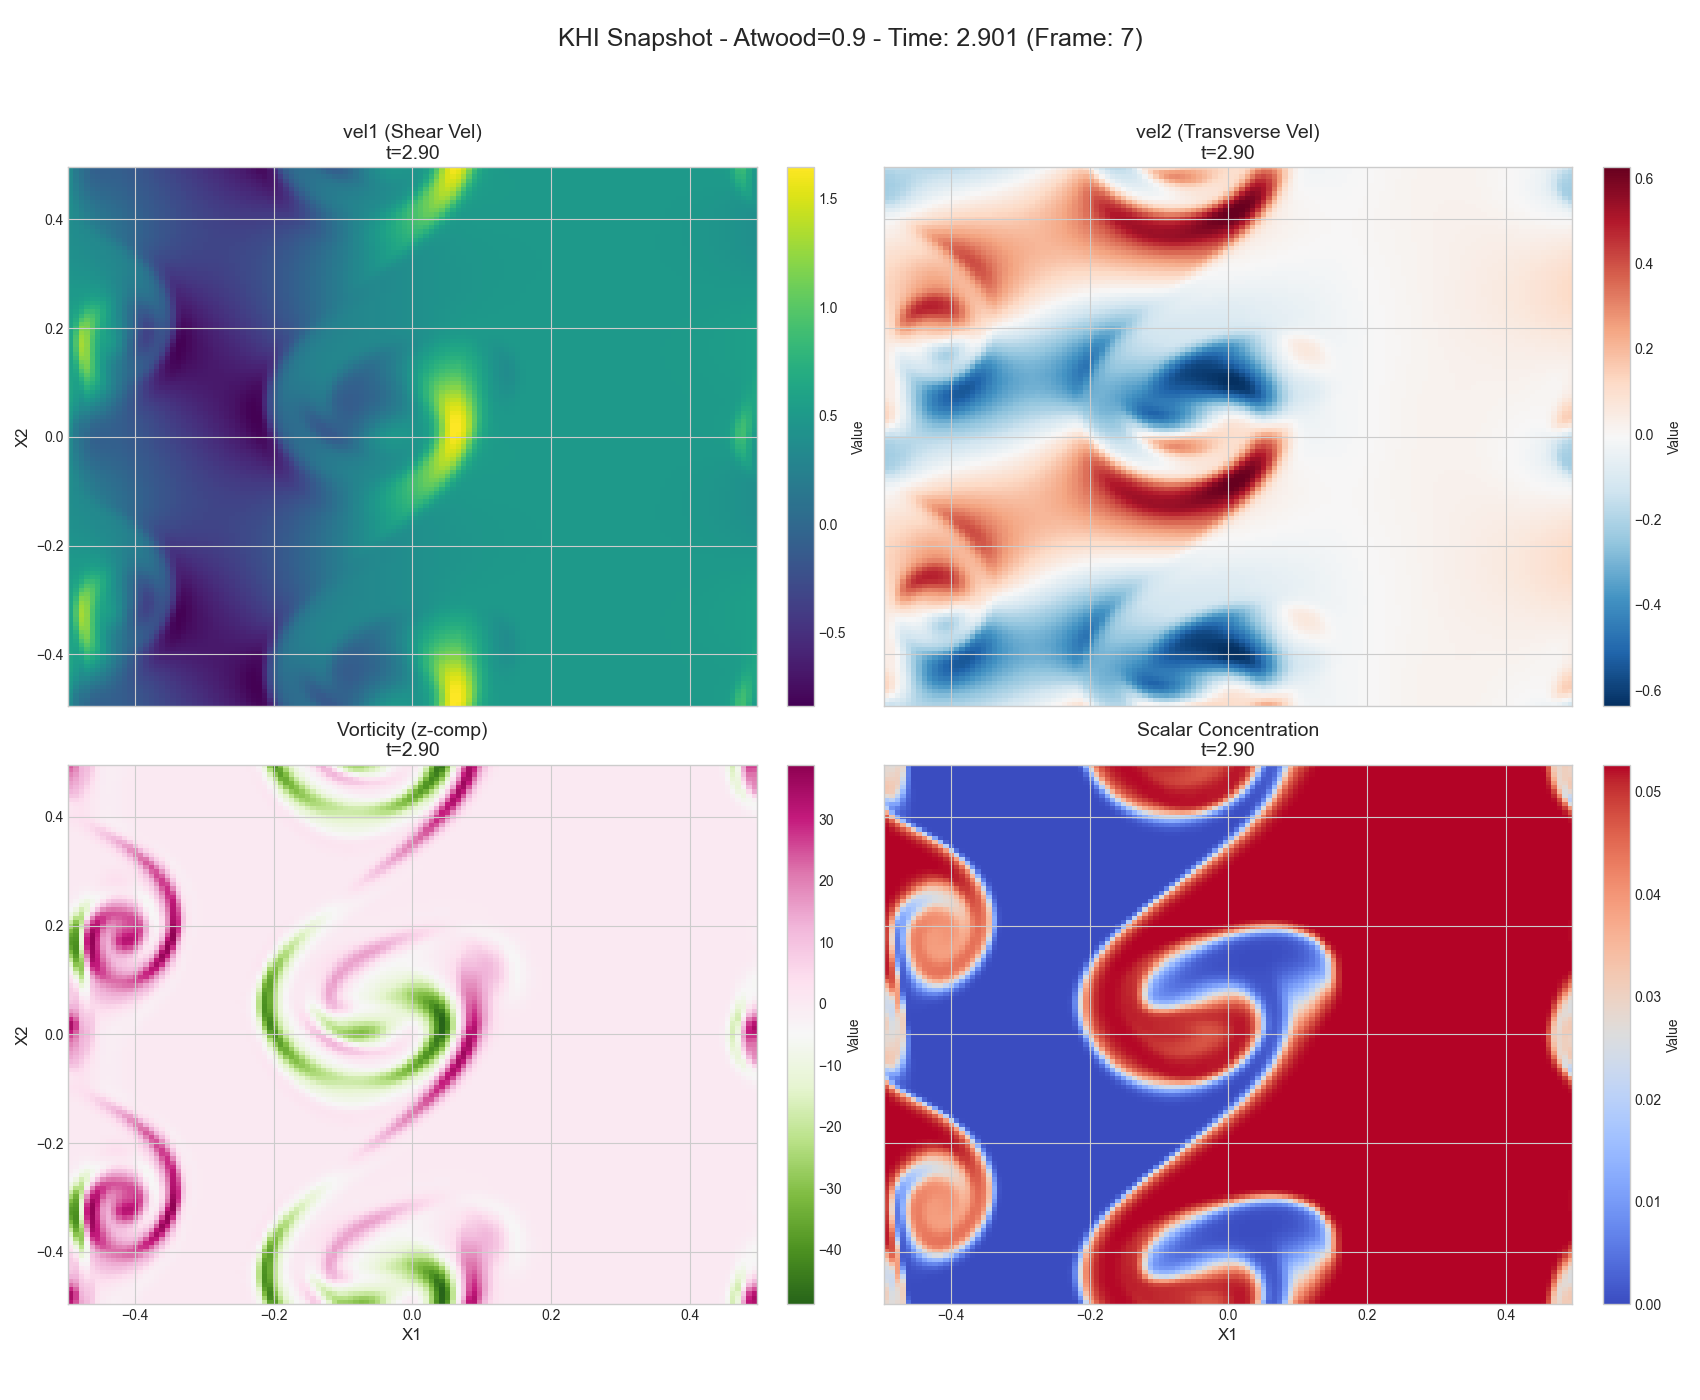 KHI Snapshot - Atwood=0.9 - Time: 2.901 (Frame: 7)
vel1 (Shear Vel)
t=2.90
X2
0.4
0.2
0.0
−0.2
−0.4
1.5
1.0
0.5
0.0
−0.5
Value
vel2 (Transverse Vel)
t=2.90
0.6
0.4
0.2
0.0
−0.2
−0.4
−0.6
Value
Vorticity (z-comp)
t=2.90
X2
0.4
0.2
0.0
−0.2
−0.4
−0.4
−0.2
0.0
0.2
0.4
X1
30
20
10
0
−10
−20
−30
−40
Value
Scalar Concentration
t=2.90
−0.4
−0.2
0.0
0.2
0.4
X1
0.05
0.04
0.03
0.02
0.01
0.00
Value